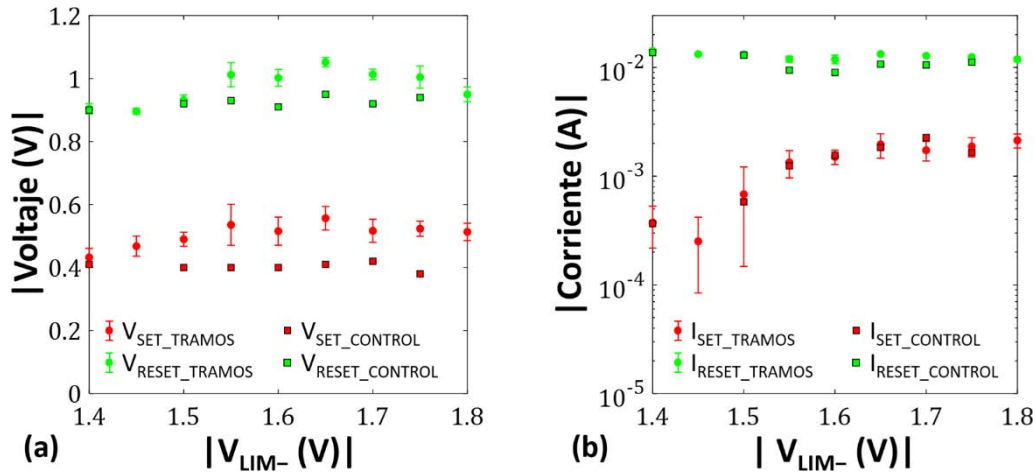 1.2
1
0.8
0.6
0.4
0.2
0
|Voltaje (V)|
V_SET_TRAMOS V_SET_CONTROL
V_RESET_TRAMOS V_RESET_CONTROL
1.4 1.5 1.6 1.7 1.8
(a) |V_LIM− (V)|
10^-2
10^-3
10^-4
10^-5
|Corriente (A)|
I_SET_TRAMOS I_SET_CONTROL
I_RESET_TRAMOS I_RESET_CONTROL
1.4 1.5 1.6 1.7 1.8
(b) | V_LIM− (V)|